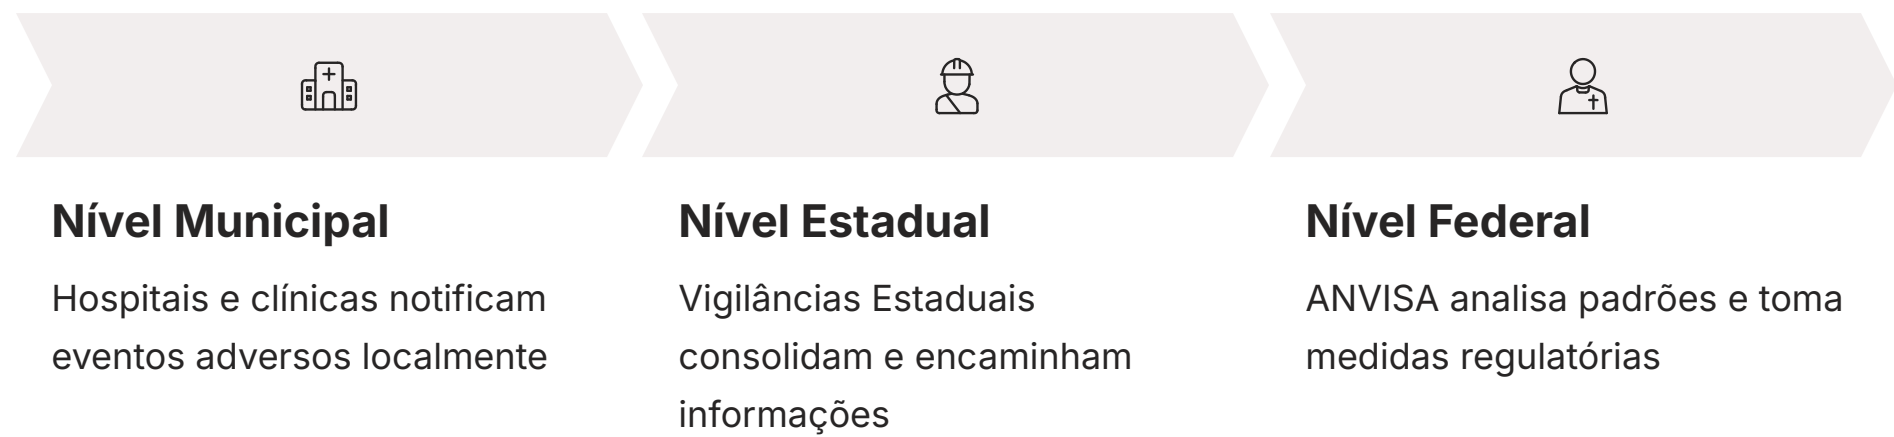 Nível Municipal
Hospitais e clínicas notificam
eventos adversos localmente
Nível Estadual
Vigilâncias Estaduais
consolidam e encaminham
informações
Nível Federal
ANVISA analisa padrões e toma
medidas regulatórias